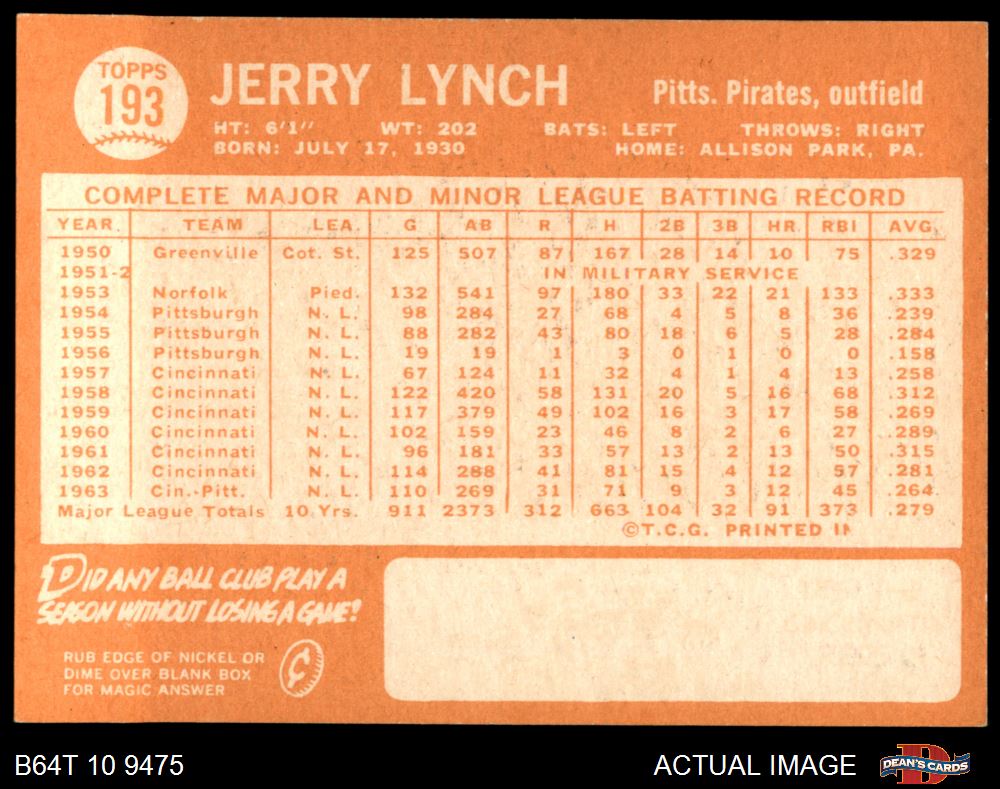 TOPPS
193
JERRY LYNCH
Pitts. Pirates, outfield
HT: 6'1" WT: 202 BATS: LEFT THROWS: RIGHT
BORN: JULY 17, 1930 HOME: ALLISON PARK, PA.
COMPLETE MAJOR AND MINOR LEAGUE BATTING RECORD
YEAR TEAM LEA. G AB R H 2B 3B HR RBI AVG.
1950 Greenville Cot. St. 125 507 87 167 28 14 10 75 .329
1951-2 IN MILITARY SERVICE
1953 Norfolk Pied. 132 541 97 180 33 22 21 133 .333
1954 Pittsburgh N. L. 98 284 27 68 4 5 8 36 .239
1955 Pittsburgh N. L. 88 282 43 80 18 6 5 28 .284
1956 Pittsburgh N. L. 19 19 1 3 0 1 0 0 .158
1957 Cincinnati N. L. 67 124 11 32 4 1 4 13 .258
1958 Cincinnati N. L. 122 420 58 131 20 5 16 68 .312
1959 Cincinnati N. L. 117 379 49 102 16 3 17 58 .269
1960 Cincinnati N. L. 102 159 23 46 8 2 6 27 .289
1961 Cincinnati N. L. 96 181 33 57 13 2 13 50 .315
1962 Cincinnati N. L. 114 288 41 81 15 4 12 57 .281
1963 Cin.-Pitt. N. L. 110 269 31 71 9 3 12 45 .264
Major League Totals 10 Yrs. 911 2373 312 663 104 32 91 373 .279
©T.C.G. PRINTED IN
DID ANY BALL CLUB PLAY A
SEASON WITHOUT LOSING A GAME?
RUB EDGE OF NICKEL OR
DIME OVER BLANK BOX
FOR MAGIC ANSWER
¢
B64T 10 9475
ACTUAL IMAGE
D
DEAN'S CARDS